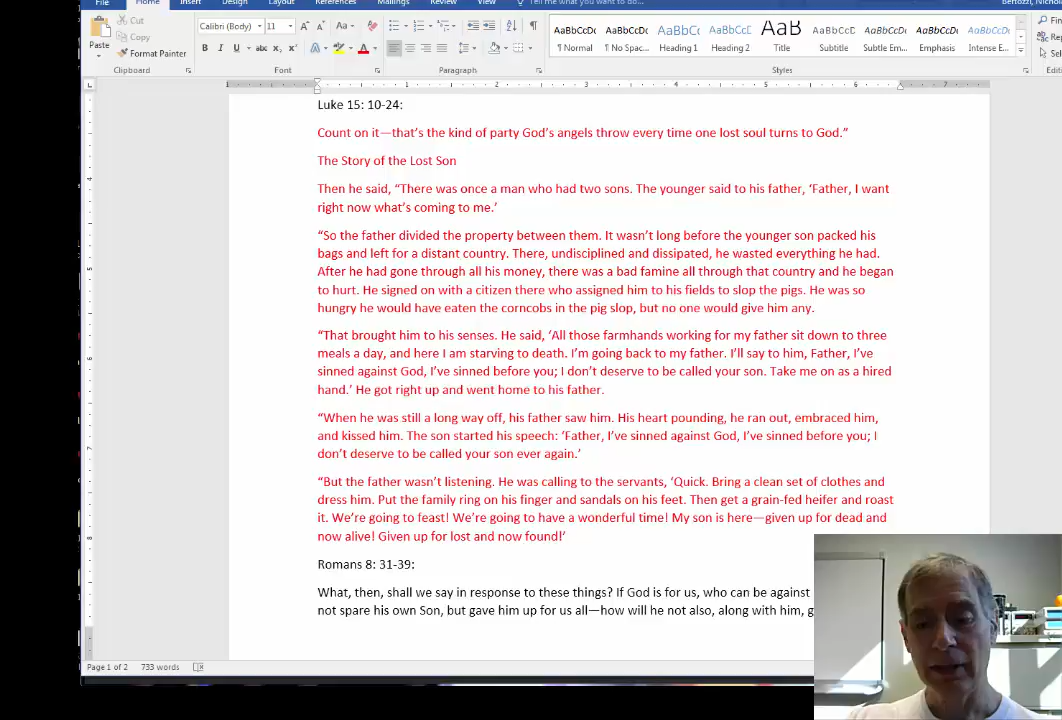 File Home Insert Design Layout References Mailings Review View Tell me what you want to do...
Cut
Copy
Paste
Format Painter
Clipboard
Calibri (Body) 11
Font
Paragraph
AaBbCcDc AaBbCcDc AaBbCc AaBbCcD AaB AaBbCcD AaBbCcDc AaBbCcDc AaBbCcDc
¶ Normal ¶ No Spac... Heading 1 Heading 2 Title Subtitle Subtle Em... Emphasis Intense E...
Styles
Luke 15: 10-24:
Count on it—that’s the kind of party God’s angels throw every time one lost soul turns to God.”
The Story of the Lost Son
Then he said, “There was once a man who had two sons. The younger said to his father, ‘Father, I want
right now what’s coming to me.’
“So the father divided the property between them. It wasn’t long before the younger son packed his
bags and left for a distant country. There, undisciplined and dissipated, he wasted everything he had.
After he had gone through all his money, there was a bad famine all through that country and he began
to hurt. He signed on with a citizen there who assigned him to his fields to slop the pigs. He was so
hungry he would have eaten the corncobs in the pig slop, but no one would give him any.
“That brought him to his senses. He said, ‘All those farmhands working for my father sit down to three
meals a day, and here I am starving to death. I’m going back to my father. I’ll say to him, Father, I’ve
sinned against God, I’ve sinned before you; I don’t deserve to be called your son. Take me on as a hired
hand.’ He got right up and went home to his father.
“When he was still a long way off, his father saw him. His heart pounding, he ran out, embraced him,
and kissed him. The son started his speech: ‘Father, I’ve sinned against God, I’ve sinned before you; I
don’t deserve to be called your son ever again.’
“But the father wasn’t listening. He was calling to the servants, ‘Quick. Bring a clean set of clothes and
dress him. Put the family ring on his finger and sandals on his feet. Then get a grain-fed heifer and roast
it. We’re going to feast! We’re going to have a wonderful time! My son is here—given up for dead and
now alive! Given up for lost and now found!’
Romans 8: 31-39:
What, then, shall we say in response to these things? If God is for us, who can be against
not spare his own Son, but gave him up for us all—how will he not also, along with him, g
Page 1 of 2 733 words